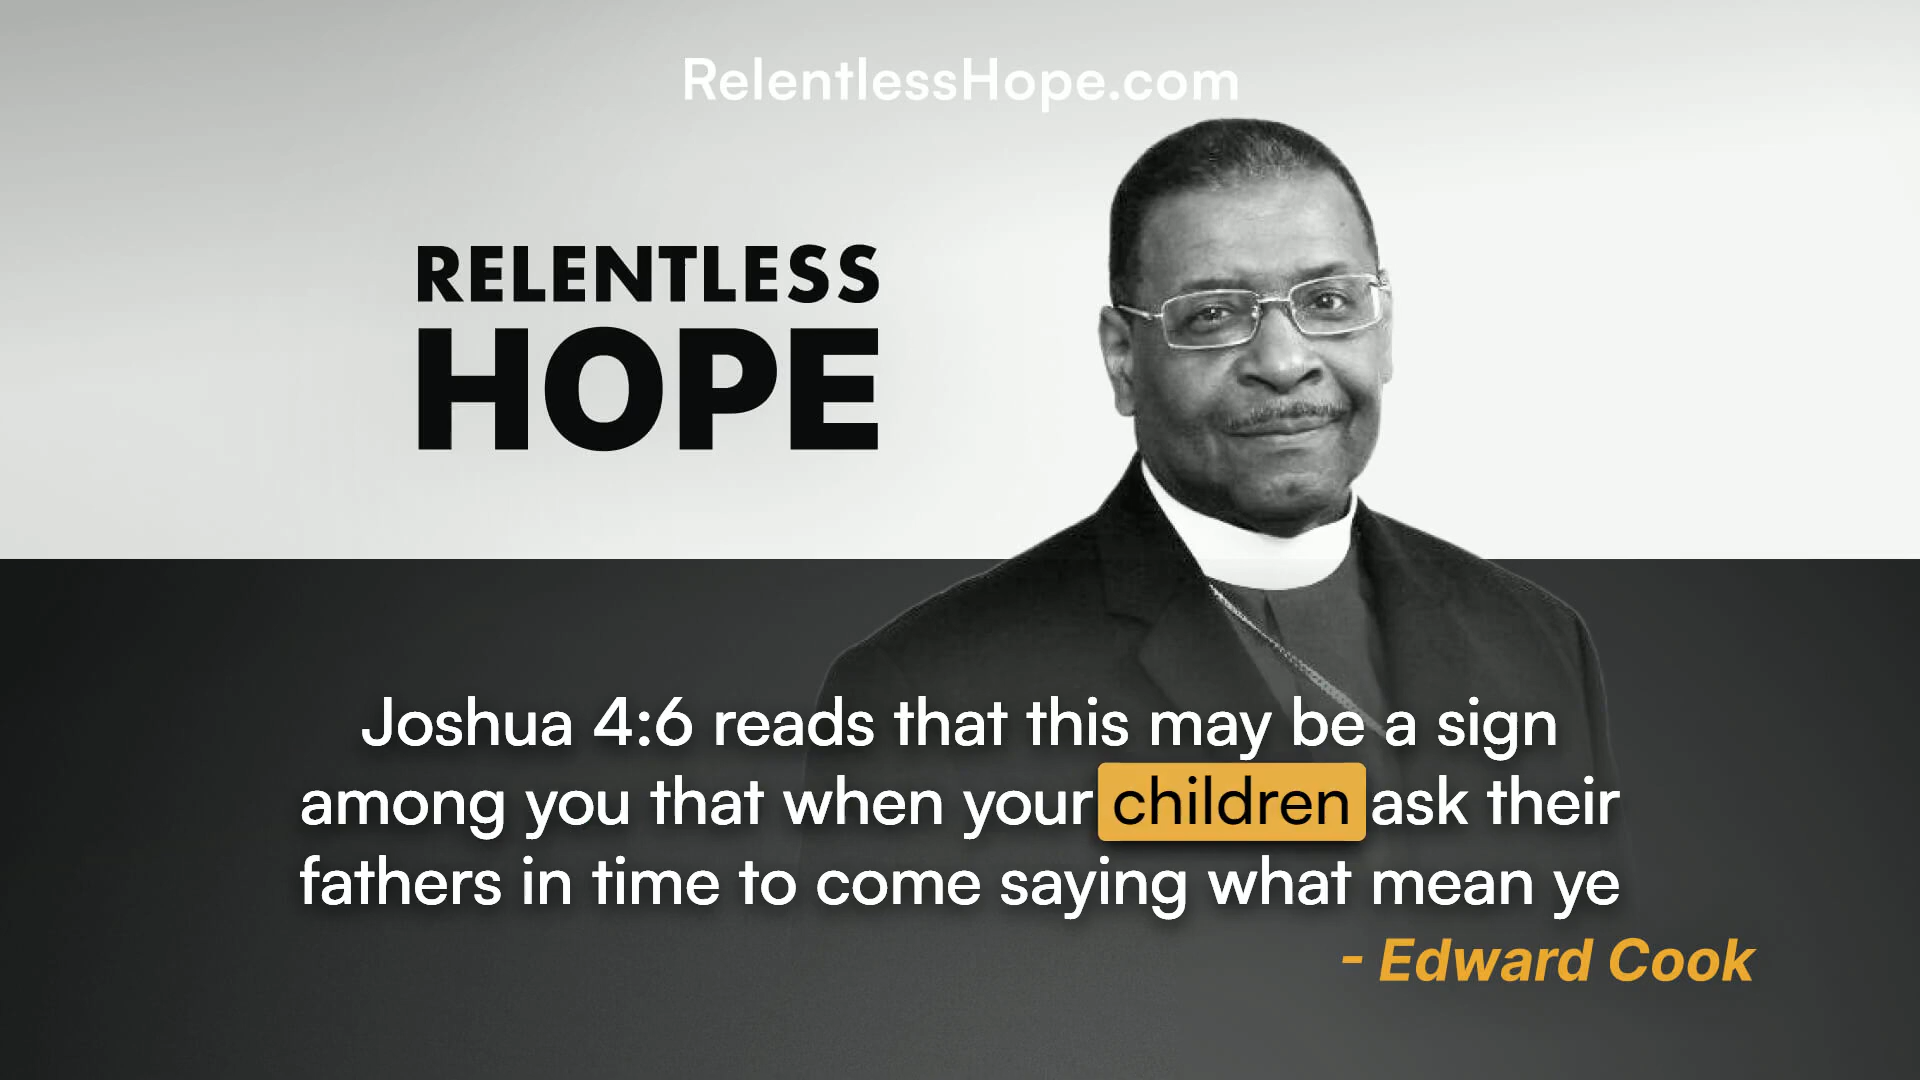 RelentlessHope.com
RELENTLESS
HOPE
Joshua 4:6 reads that this may be a sign
among you that when your children ask their
fathers in time to come saying what mean ye
- Edward Cook